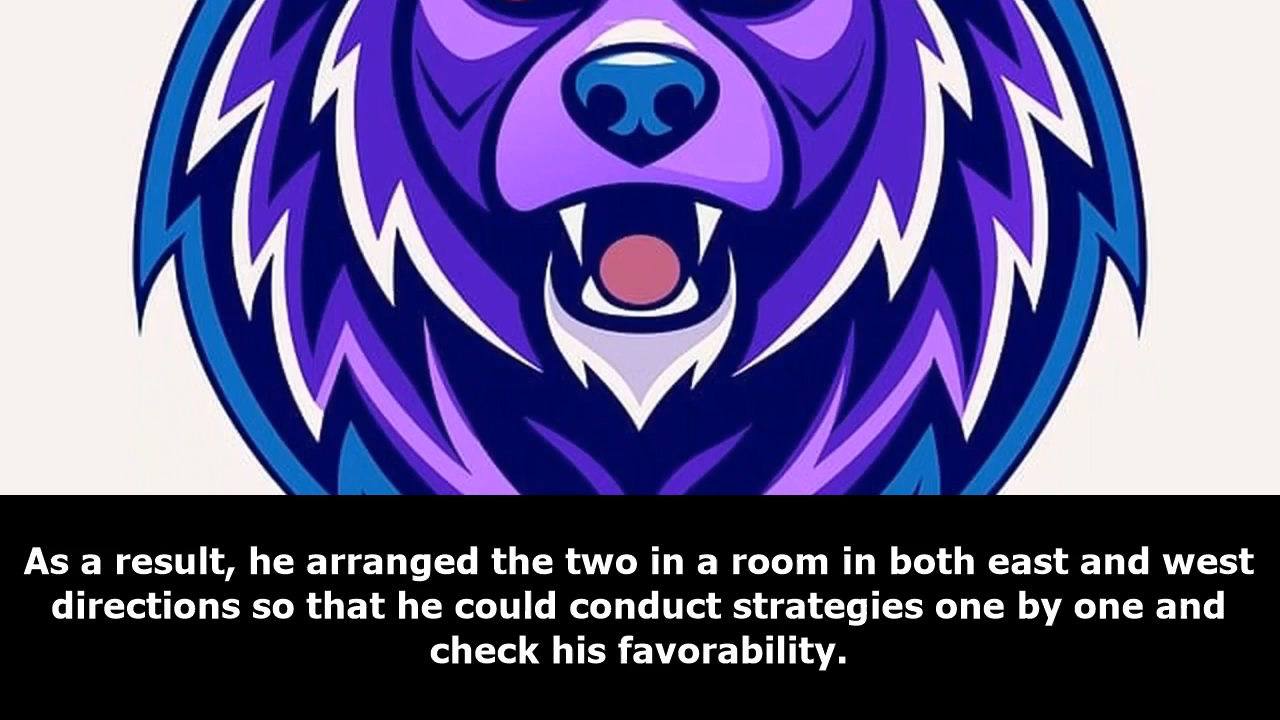 As a result, he arranged the two in a room in both east and west
directions so that he could conduct strategies one by one and
check his favorability.